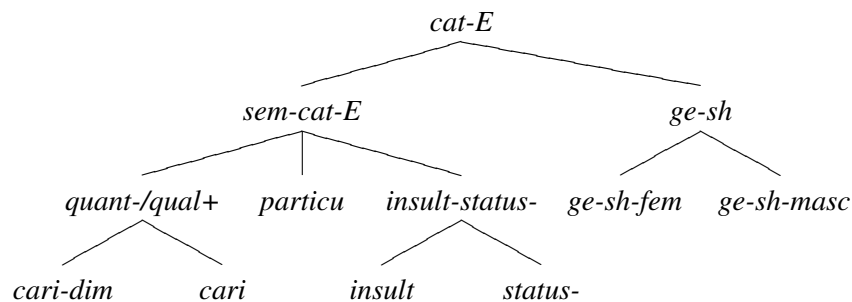 cat-E
sem-cat-E ge-sh
quant-/qual+ particu insult-status- ge-sh-fem ge-sh-masc
cari-dim cari insult status-